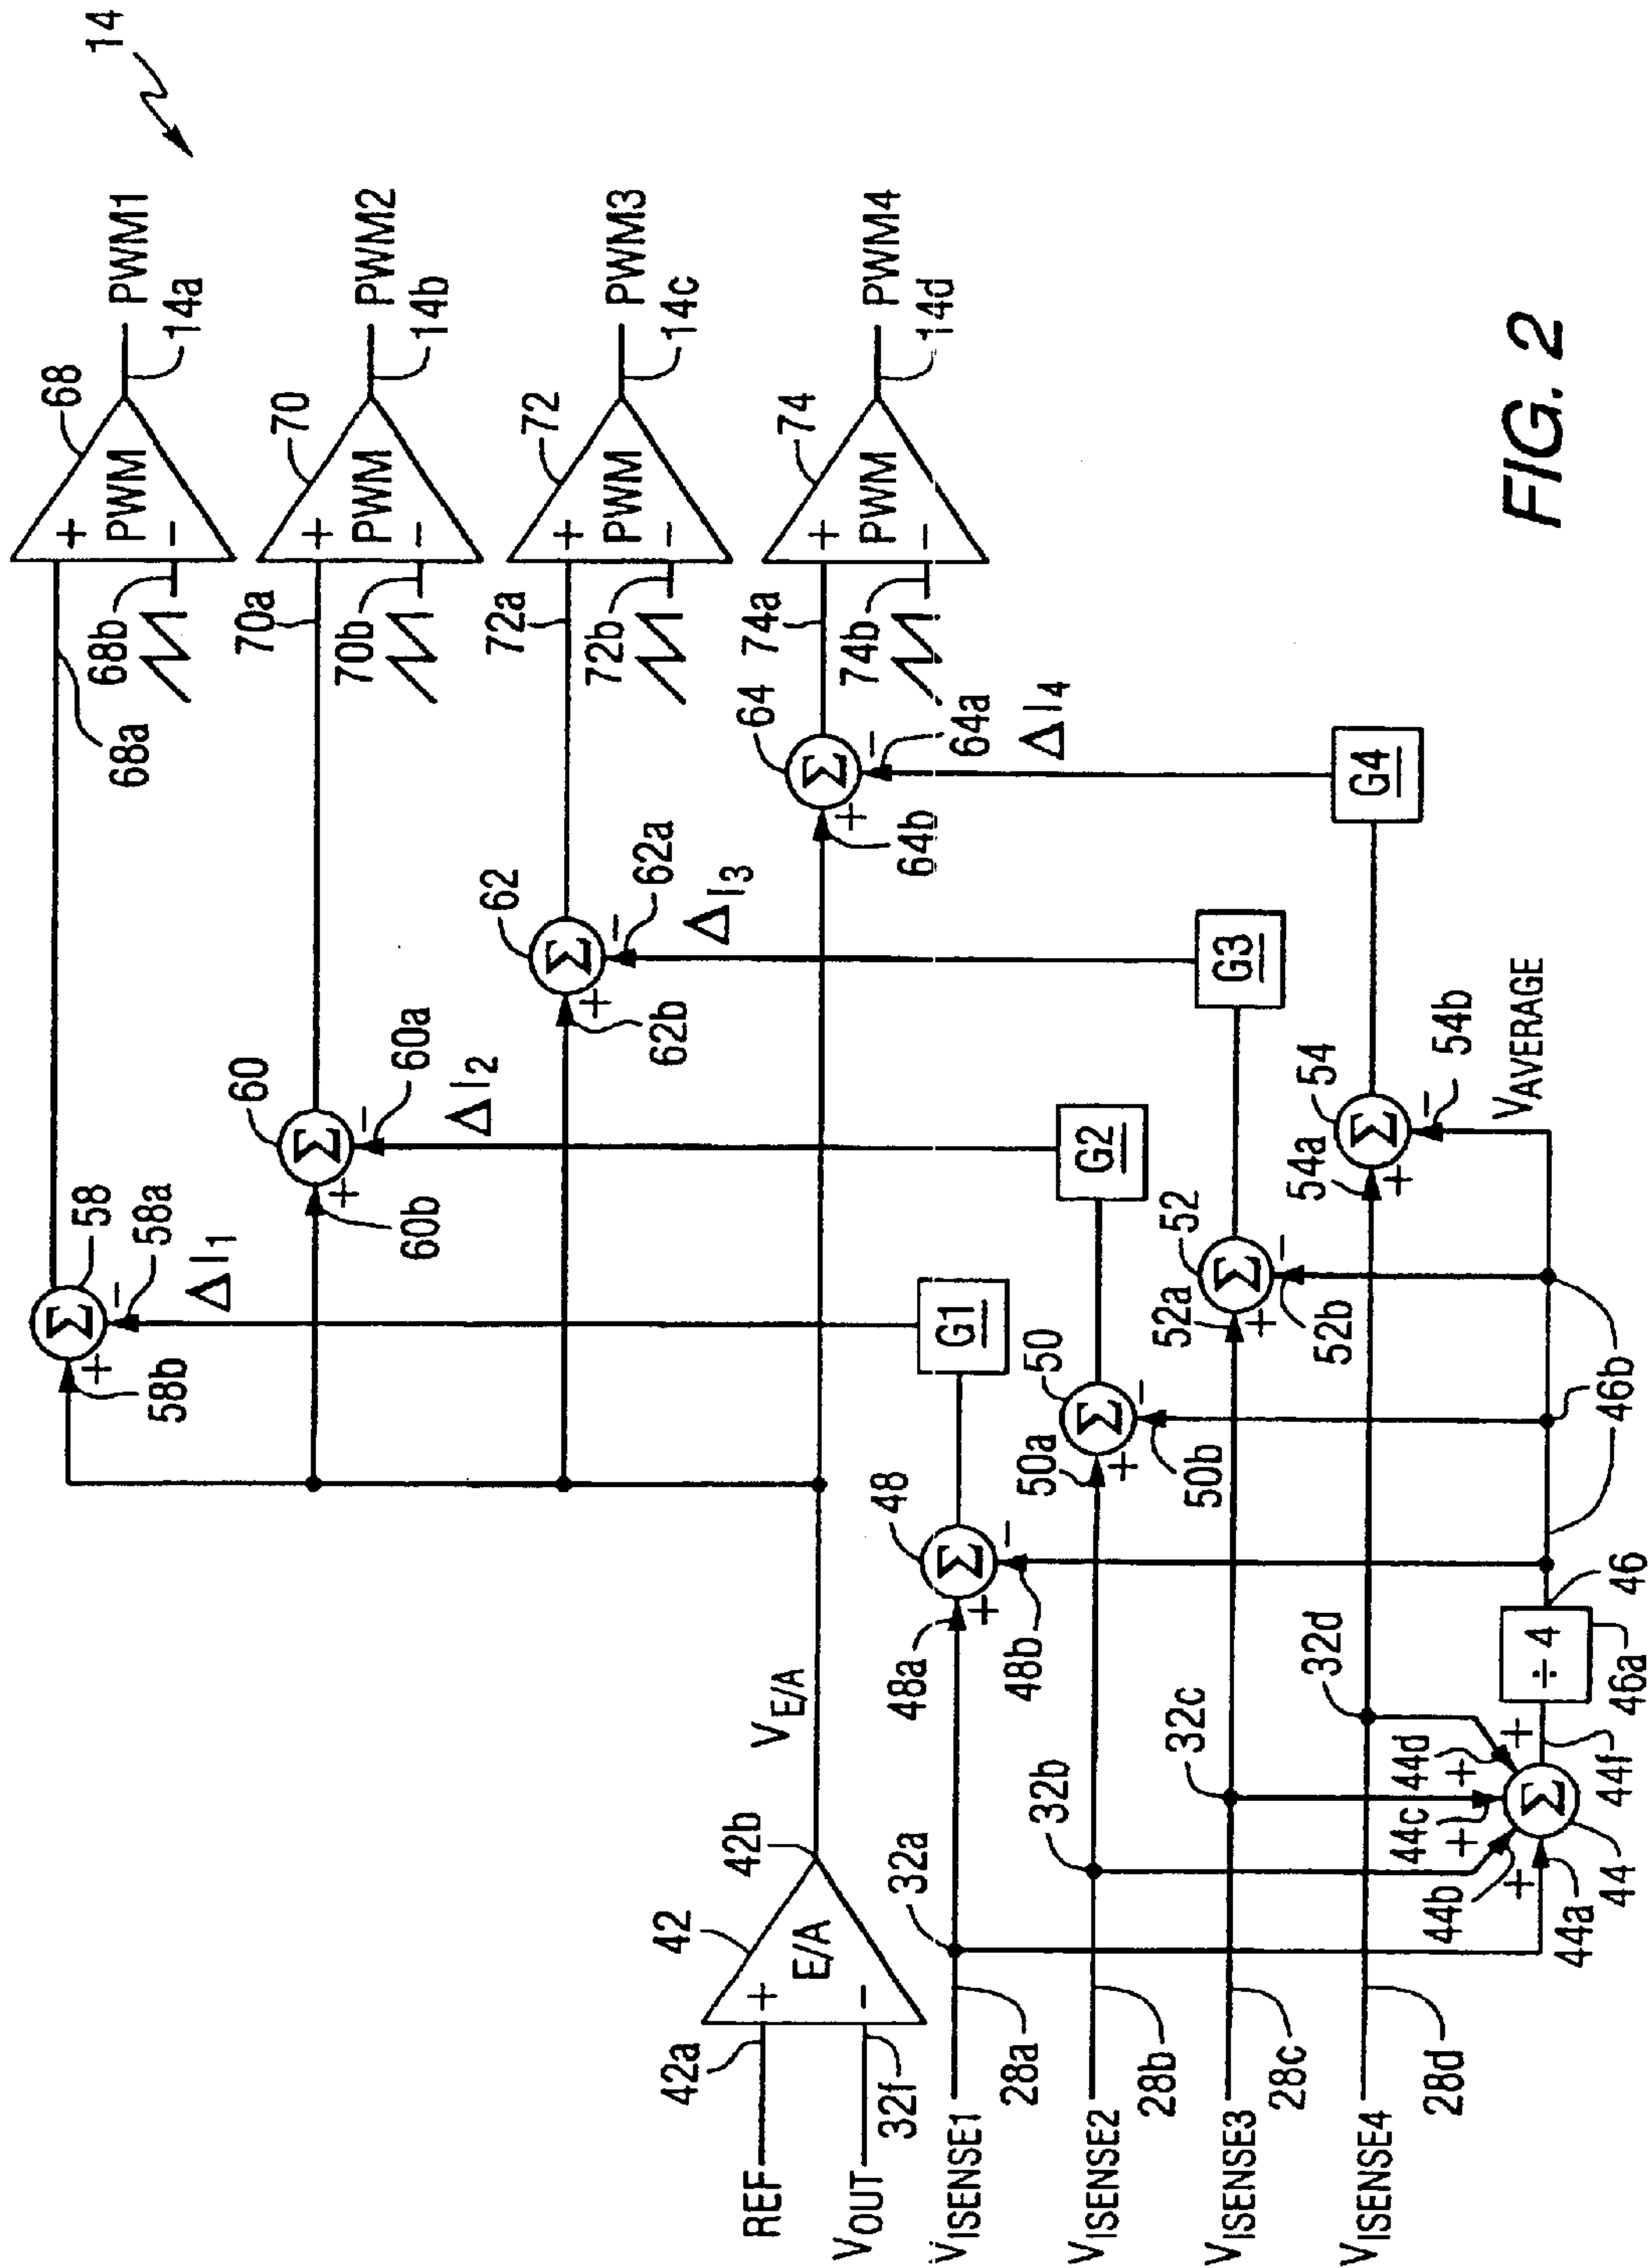 14
68
PWM1
+
PWM
−
14a
68a
68b
58
+
58b
Σ
−
58a
ΔI1
70
PWM2
+
PWM
−
14b
70a
70b
60
+
60b
Σ
−
60a
ΔI2
72
PWM3
+
PWM
−
14c
72a
72b
62
+
62b
Σ
−
62a
ΔI3
74
PWM4
+
PWM
−
14d
74a
74b
64
+
64b
Σ
−
64a
ΔI4
REF
42a
VOUT
32f
42
+
E/A
−
42b
VE/A
VISENSE1
28a
32a
48a
+
48
Σ
−
48b
G1
VISENSE2
28b
32b
50a
+
50
Σ
−
50b
G2
VISENSE3
28c
32c
52a
+
52
Σ
−
52b
G3
VISENSE4
28d
32d
54a
+
54
Σ
−
54b
G4
44b
+
44c
+
44d
+
44a
+
Σ
44
44f
÷4
46a
46
46b
VAVERAGE
FIG. 2